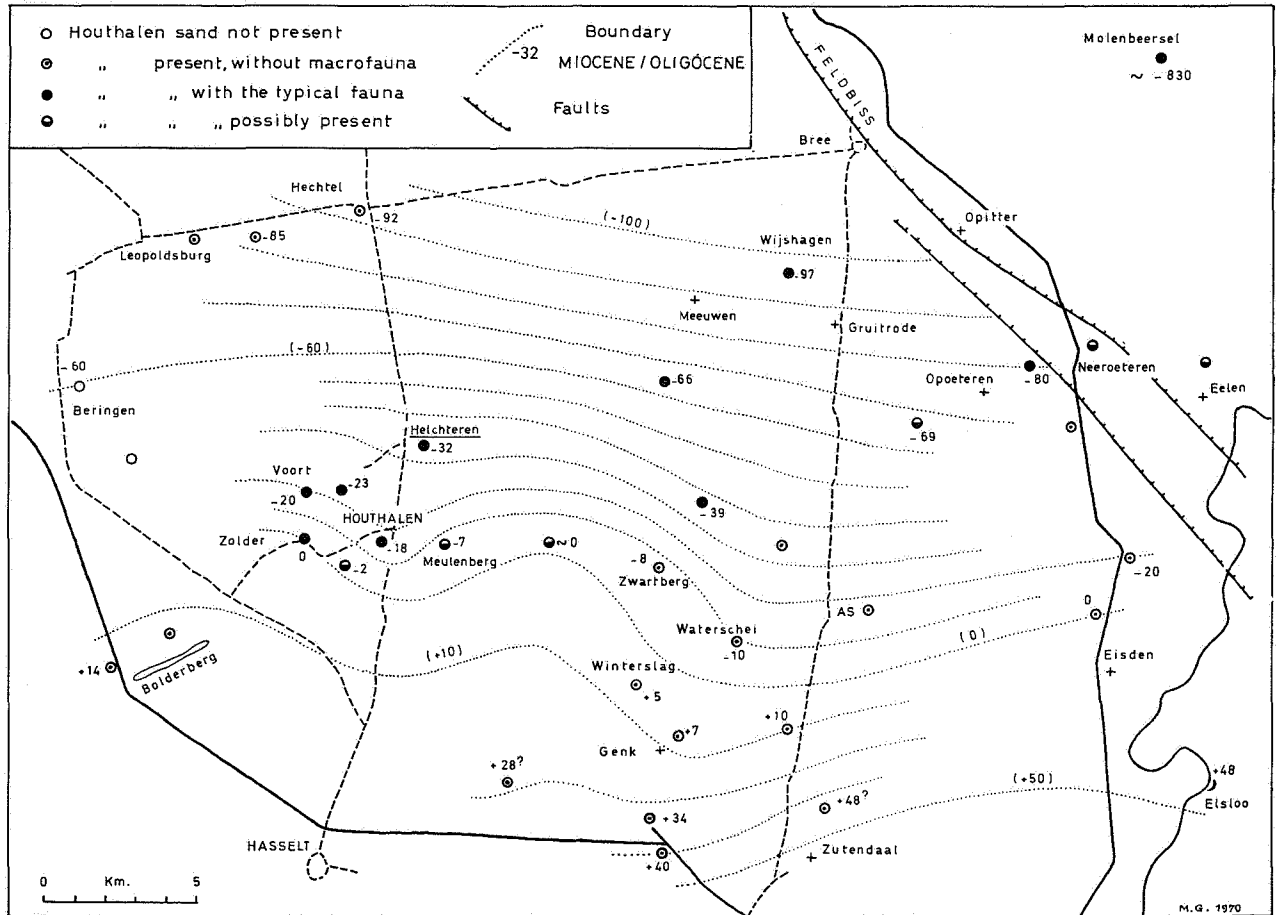 Houthalen sand not present
„ present, without macrofauna
„ „ with the typical fauna
„ „ „ possibly present
Boundary
-32 MIOCENE / OLIGÓCENE
Faults
FELDBISS
Molenbeersel
~ -830
Bree
Hechtel
-92
(-100)
Opitter
Leopoldsburg
-85
Wijshagen
-97
Meeuwen
Gruitrode
-60
(-60)
Beringen
-66
Opoeteren
-80
Neeroeteren
Eelen
Helchteren
-32
-69
Voort
-20
-23
-39
HOUTHALEN
Zolder
0
-18
-7
Meulenberg
-2
~ 0
-8
Zwartberg
-20
AS
0
Waterschei
-10
(0)
+14
Bolderberg
(+10)
Winterslag
+5
Eisden
+7
+10
Genk
+28?
(+50)
+48
Elsloo
+48?
+34
HASSELT
+40
Zutendaal
0 Km. 5
M.G. 1970